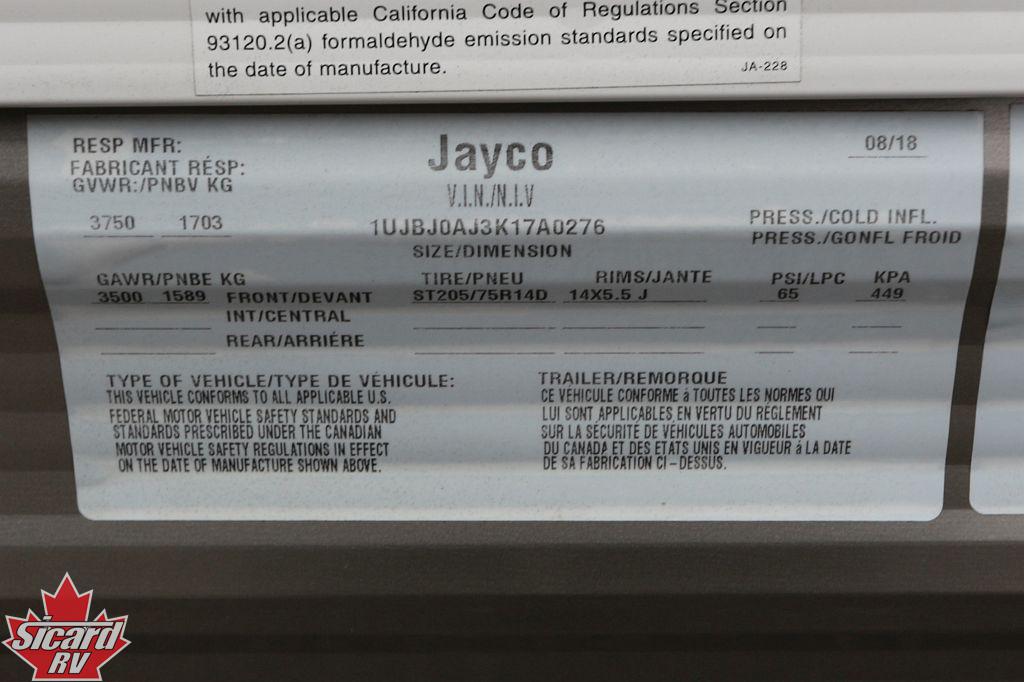 with applicable California Code of Regulations Section
93120.2(a) formaldehyde emission standards specified on
the date of manufacture.
JA-228
RESP MFR:
FABRICANT RÉSP:
GVWR:/PNBV KG
Jayco
08/18
V.I.N./N.I.V
3750 1703
1UJBJ0AJ3K17A0276
PRESS./COLD INFL.
SIZE/DIMENSION
PRESS./GONFL FROID
GAWR/PNBE KG TIRE/PNEU RIMS/JANTE PSI/LPC KPA
3500 1589 FRONT/DEVANT ST205/75R14D 14X5.5 J 65 449
INT/CENTRAL
REAR/ARRIÉRE
TYPE OF VEHICLE/TYPE DE VÉHICULE:
THIS VEHICLE CONFORMS TO ALL APPLICABLE U.S.
FEDERAL MOTOR VEHICLE SAFETY STANDARDS AND
STANDARDS PRESCRIBED UNDER THE CANADIAN
MOTOR VEHICLE SAFETY REGULATIONS IN EFFECT
ON THE DATE OF MANUFACTURE SHOWN ABOVE.
TRAILER/REMORQUE
CE VÉHICULE CONFORME à TOUTES LES NORMES QUI
LUI SONT APPLICABLES EN VERTU DU RÈGLEMENT
SUR LA SÉCURITÉ DE VÉHICULES AUTOMOBILES
DU CANADA ET DES ETATS UNIS EN VIGUEUR à LA DATE
DE SA FABRICATION CI-DESSUS.
Sicard
RV